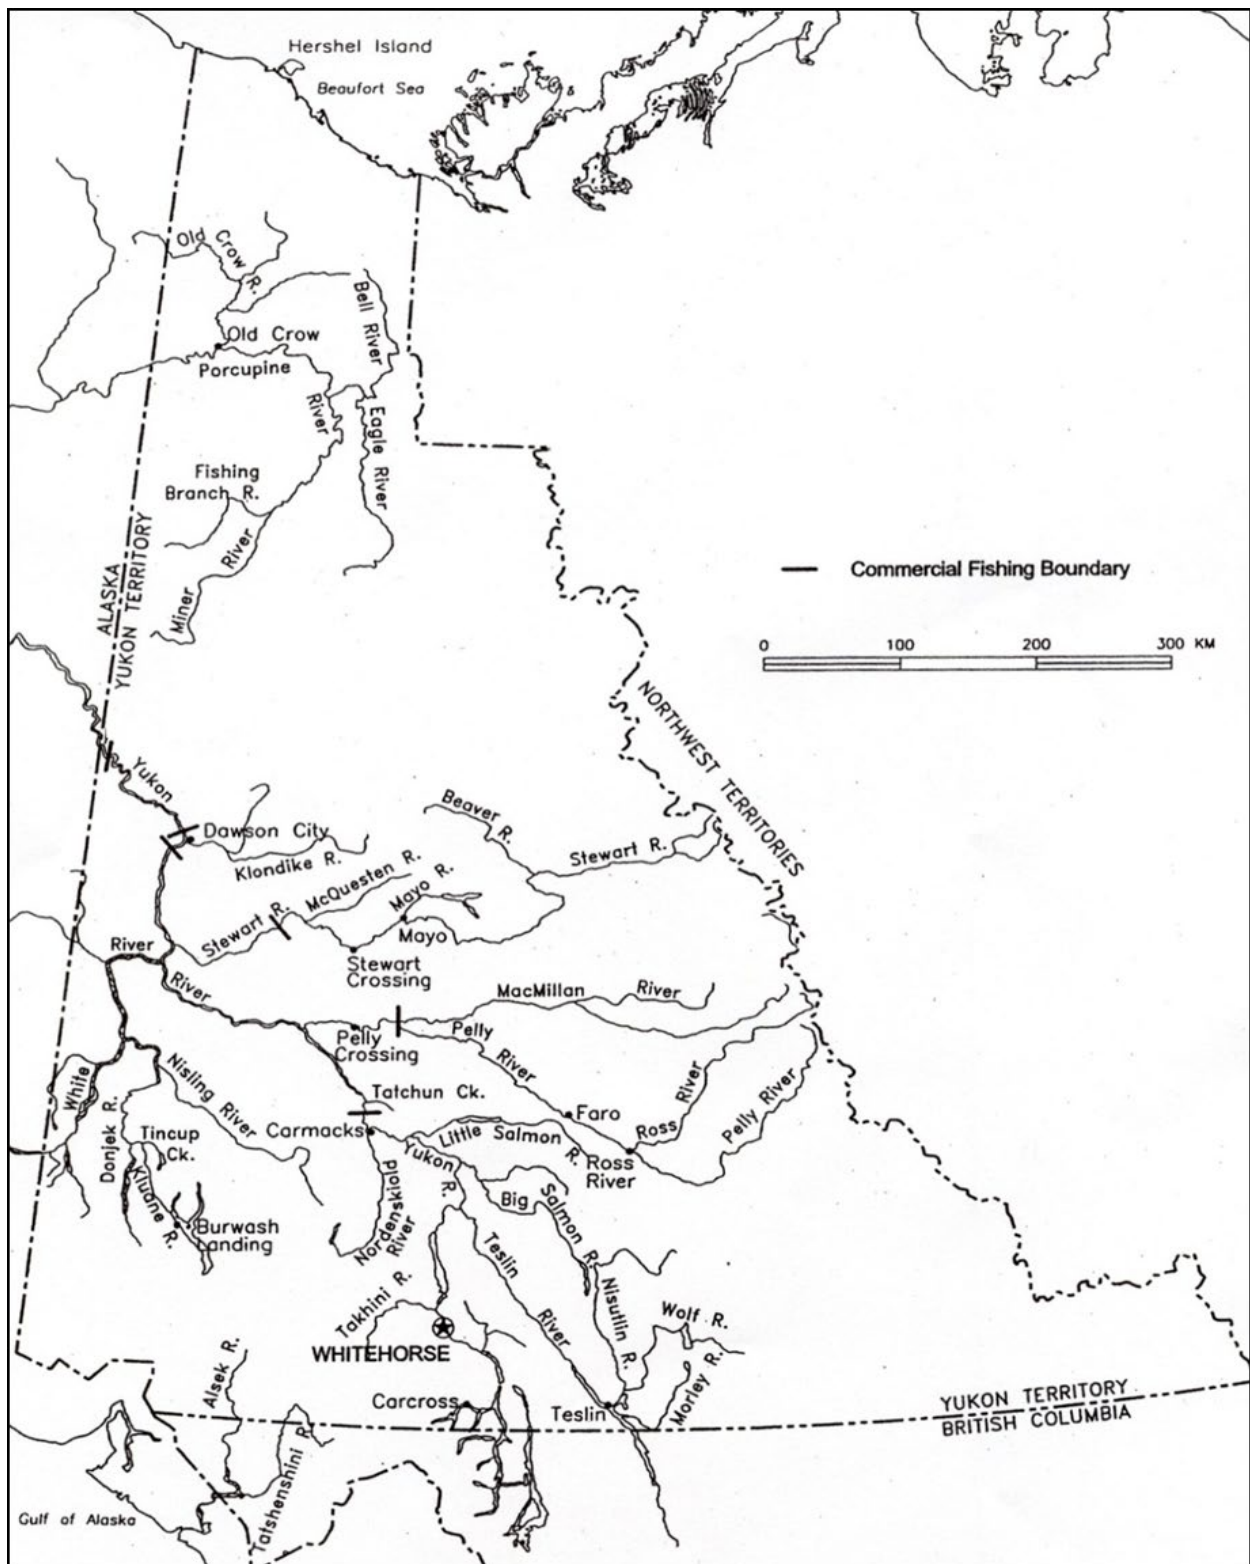 Hershel Island
Beaufort Sea
Old Crow R.
Bell River
Old Crow
Porcupine
River
Eagle River
Fishing
Branch R.
River
Miner
ALASKA
YUKON TERRITORY
Commercial Fishing Boundary
0 100 200 300 KM
NORTHWEST TERRITORIES
Yukon
Dawson City
Klondike R.
Beaver R.
Stewart R.
McQuesten R.
Mayo R.
Stewart R.
Mayo
River
Stewart
Crossing
River
MacMillan River
Pelly
Pelly
Crossing
River
White
Nisling River
Tatchun Ck.
Faro
River
Ross
Pelly River
Donjek R.
Tincup
Ck.
Carmacks
Little Salmon
R.
Yukon
R.
Ross
River
Kluane R.
Burwash
Landing
Nordenskiold
River
Big
Salmon R.
Teslin
River
Nisutlin R.
Wolf R.
Takhini R.
WHITEHORSE
Alsek R.
Morley R.
Carcross
Teslin
YUKON TERRITORY
BRITISH COLUMBIA
Tatshenshini R.
Gulf of Alaska